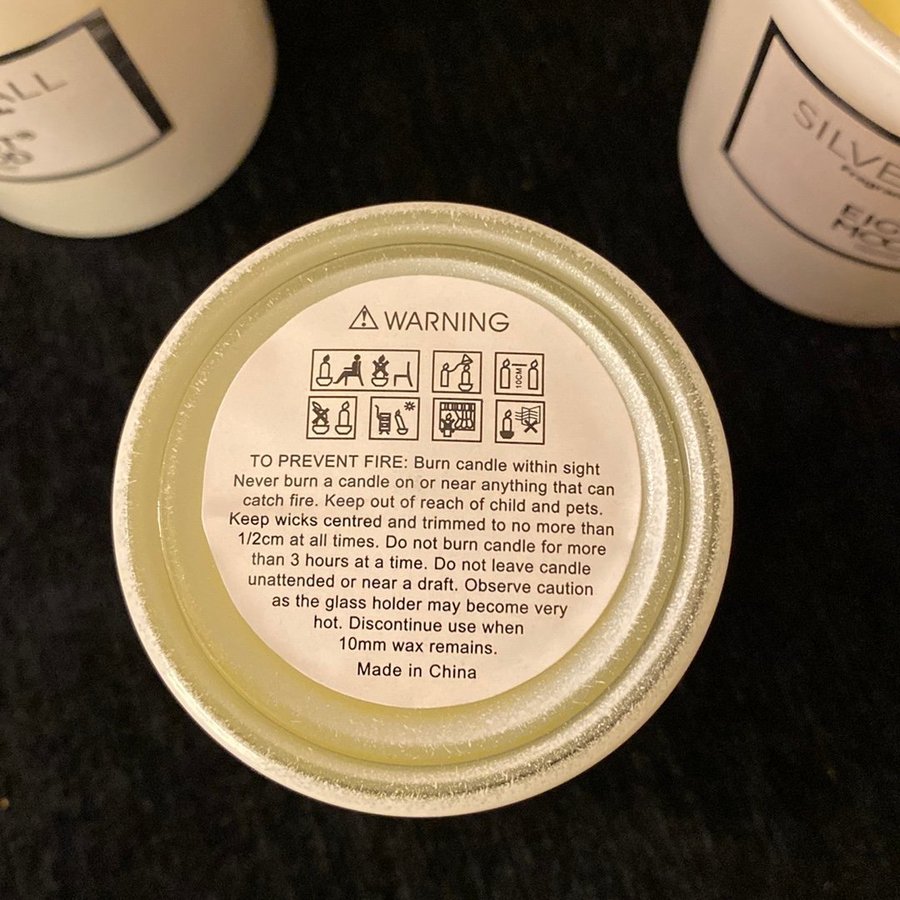 ALL
SILVE
WARNING
10CM
TO PREVENT FIRE: Burn candle within sight
Never burn a candle on or near anything that can
catch fire. Keep out of reach of child and pets.
Keep wicks centred and trimmed to no more than
1/2cm at all times. Do not burn candle for more
than 3 hours at a time. Do not leave candle
unattended or near a draft. Observe caution
as the glass holder may become very
hot. Discontinue use when
10mm wax remains.
Made in China